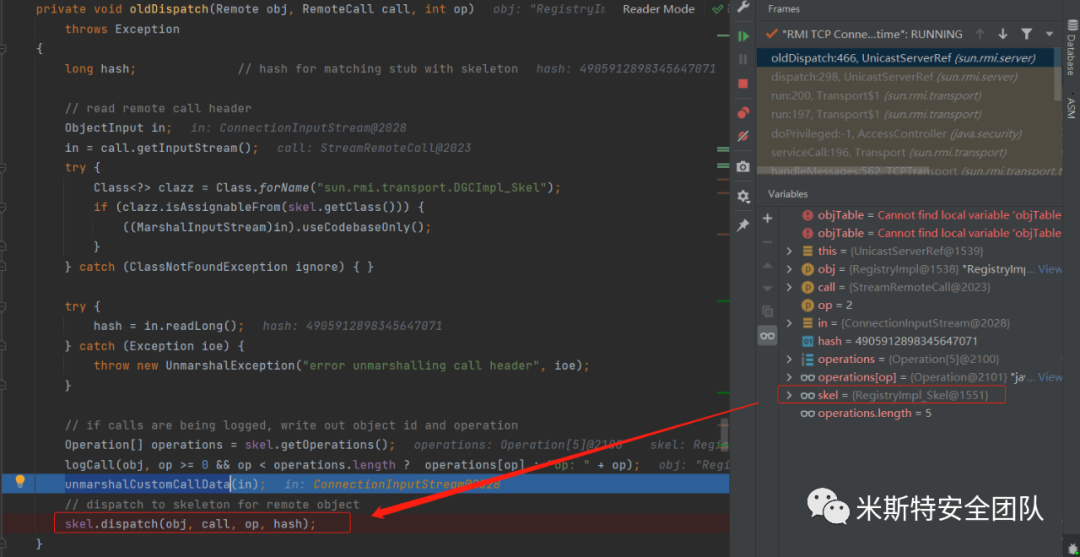 private void oldDispatch(Remote obj, RemoteCall call, int op) obj: "RegistryIm Reader Mode
throws Exception
{
long hash; // hash for matching stub with skeleton hash: 4905912898345647071
// read remote call header
ObjectInput in; in: ConnectionInputStream@2028
in = call.getInputStream(); call: StreamRemoteCall@2023
try {
Class<?> clazz = Class.forName("sun.rmi.transport.DGCImpl_Skel");
if (clazz.isAssignableFrom(skel.getClass())) {
((MarshalInputStream)in).useCodebaseOnly();
}
} catch (ClassNotFoundException ignore) { }
try {
hash = in.readLong(); hash: 4905912898345647071
} catch (Exception ioe) {
throw new UnmarshalException("error unmarshalling call header", ioe);
}
// if calls are being logged, write out object id and operation
Operation[] operations = skel.getOperations(); operations: Operation[5]@2100 skel: Regi
logCall(obj, op >= 0 && op < operations.length ? operations[op] : "op: " + op); obj: "Regi
unmarshalCustomCallData(in); in: ConnectionInputStream@2028
// dispatch to skeleton for remote object
skel.dispatch(obj, call, op, hash);
}
Frames
"RMI TCP Conne...time": RUNNING
oldDispatch:466, UnicastServerRef (sun.rmi.server)
dispatch:298, UnicastServerRef (sun.rmi.server)
run:200, Transport$1 (sun.rmi.transport)
run:197, Transport$1 (sun.rmi.transport)
doPrivileged:-1, AccessController (java.security)
serviceCall:196, Transport (sun.rmi.transport)
handleMessages:562, TCPTransport (sun.rmi.transport.t
Variables
objTable = Cannot find local variable 'objTable
objTable = Cannot find local variable 'objTable
this = {UnicastServerRef@1539}
obj = {RegistryImpl@1538} "RegistryImp... View
call = {StreamRemoteCall@2023}
op = 2
in = {ConnectionInputStream@2028}
hash = 4905912898345647071
operations = {Operation[5]@2100}
operations[op] = {Operation@2101} "ja... View
skel = {RegistryImpl_Skel@1551}
operations.length = 5
Database
ASM
米斯特安全团队